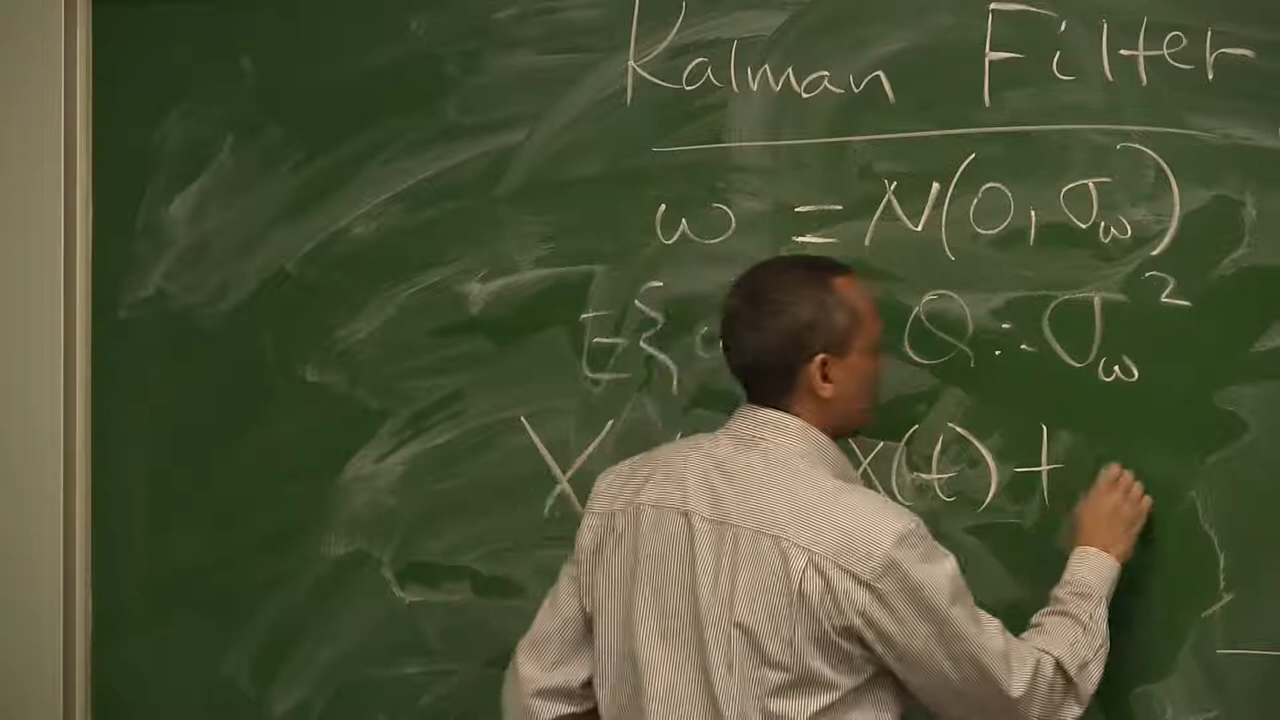 Kalman Filter
ω = N(0, σω)
E{ Q ∴ σω²
X x(t) +